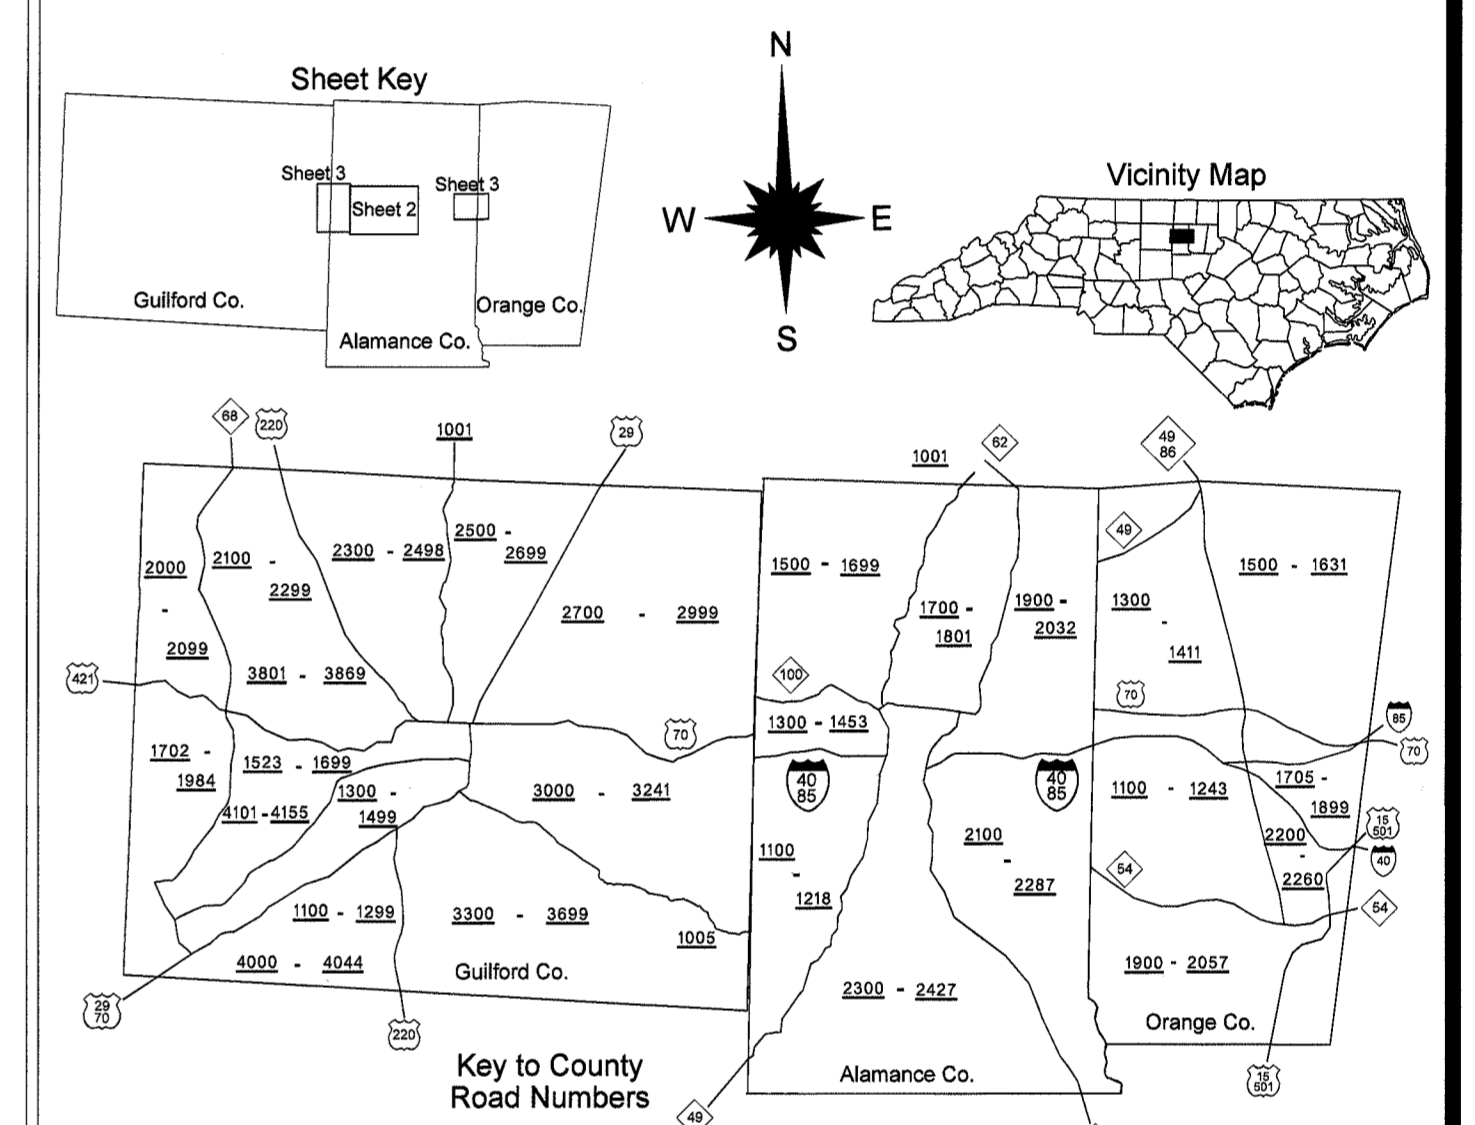 N
Sheet Key
Vicinity Map
Sheet 3
Sheet 3
Sheet 2
W
E
Guilford Co.
Orange Co.
Alamance Co.
S
68
220
1001
29
1001
62
49
86
2500 -
2699
2300 - 2498
2100 -
2299
2000
-
2099
2700 - 2999
3801 - 3869
421
49
1500 - 1699
1500 - 1631
1700 -
1801
1900 -
2032
1300
-
1411
100
70
70
85
70
1300 - 1453
1702 -
1984
1523 - 1699
4101 - 4155
1300 -
1499
3000 - 3241
40
85
40
85
1100 - 1243
1705 -
1899
15
501
40
2200
-
2260
1100
-
1218
2100
-
2287
54
54
1100 - 1299
3300 - 3699
1005
4000 - 4044
Guilford Co.
29
70
220
2300 - 2427
1900 - 2057
Orange Co.
Key to County
Road Numbers
Alamance Co.
15
501
49